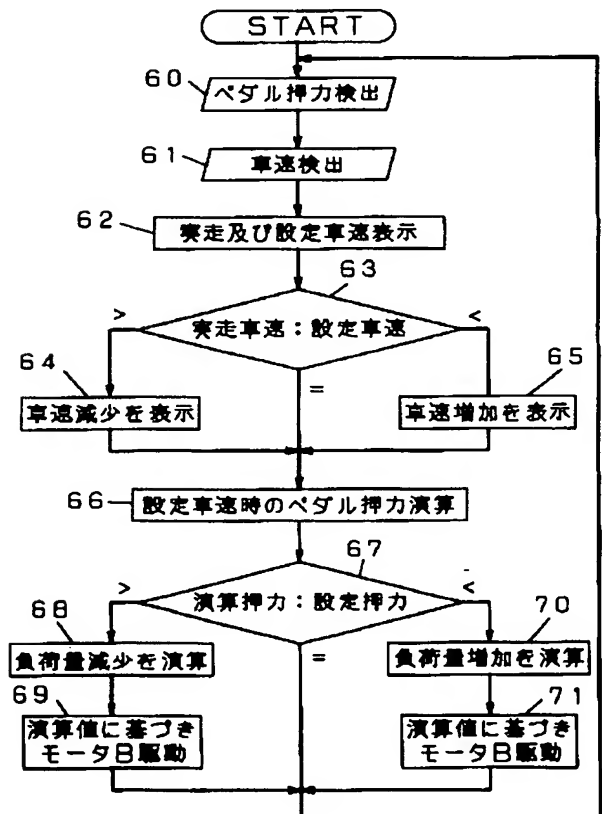 START
60
ペダル押力検出
61
車速検出
62
実走及び設定車速表示
63
>
<
実走車速:設定車速
64
65
=
車速減少を表示
車速増加を表示
66
設定車速時のペダル押力演算
67
>
<
演算押力:設定押力
68
70
=
負荷量減少を演算
負荷量増加を演算
69
71
演算値に基づき
モータB駆動
演算値に基づき
モータB駆動